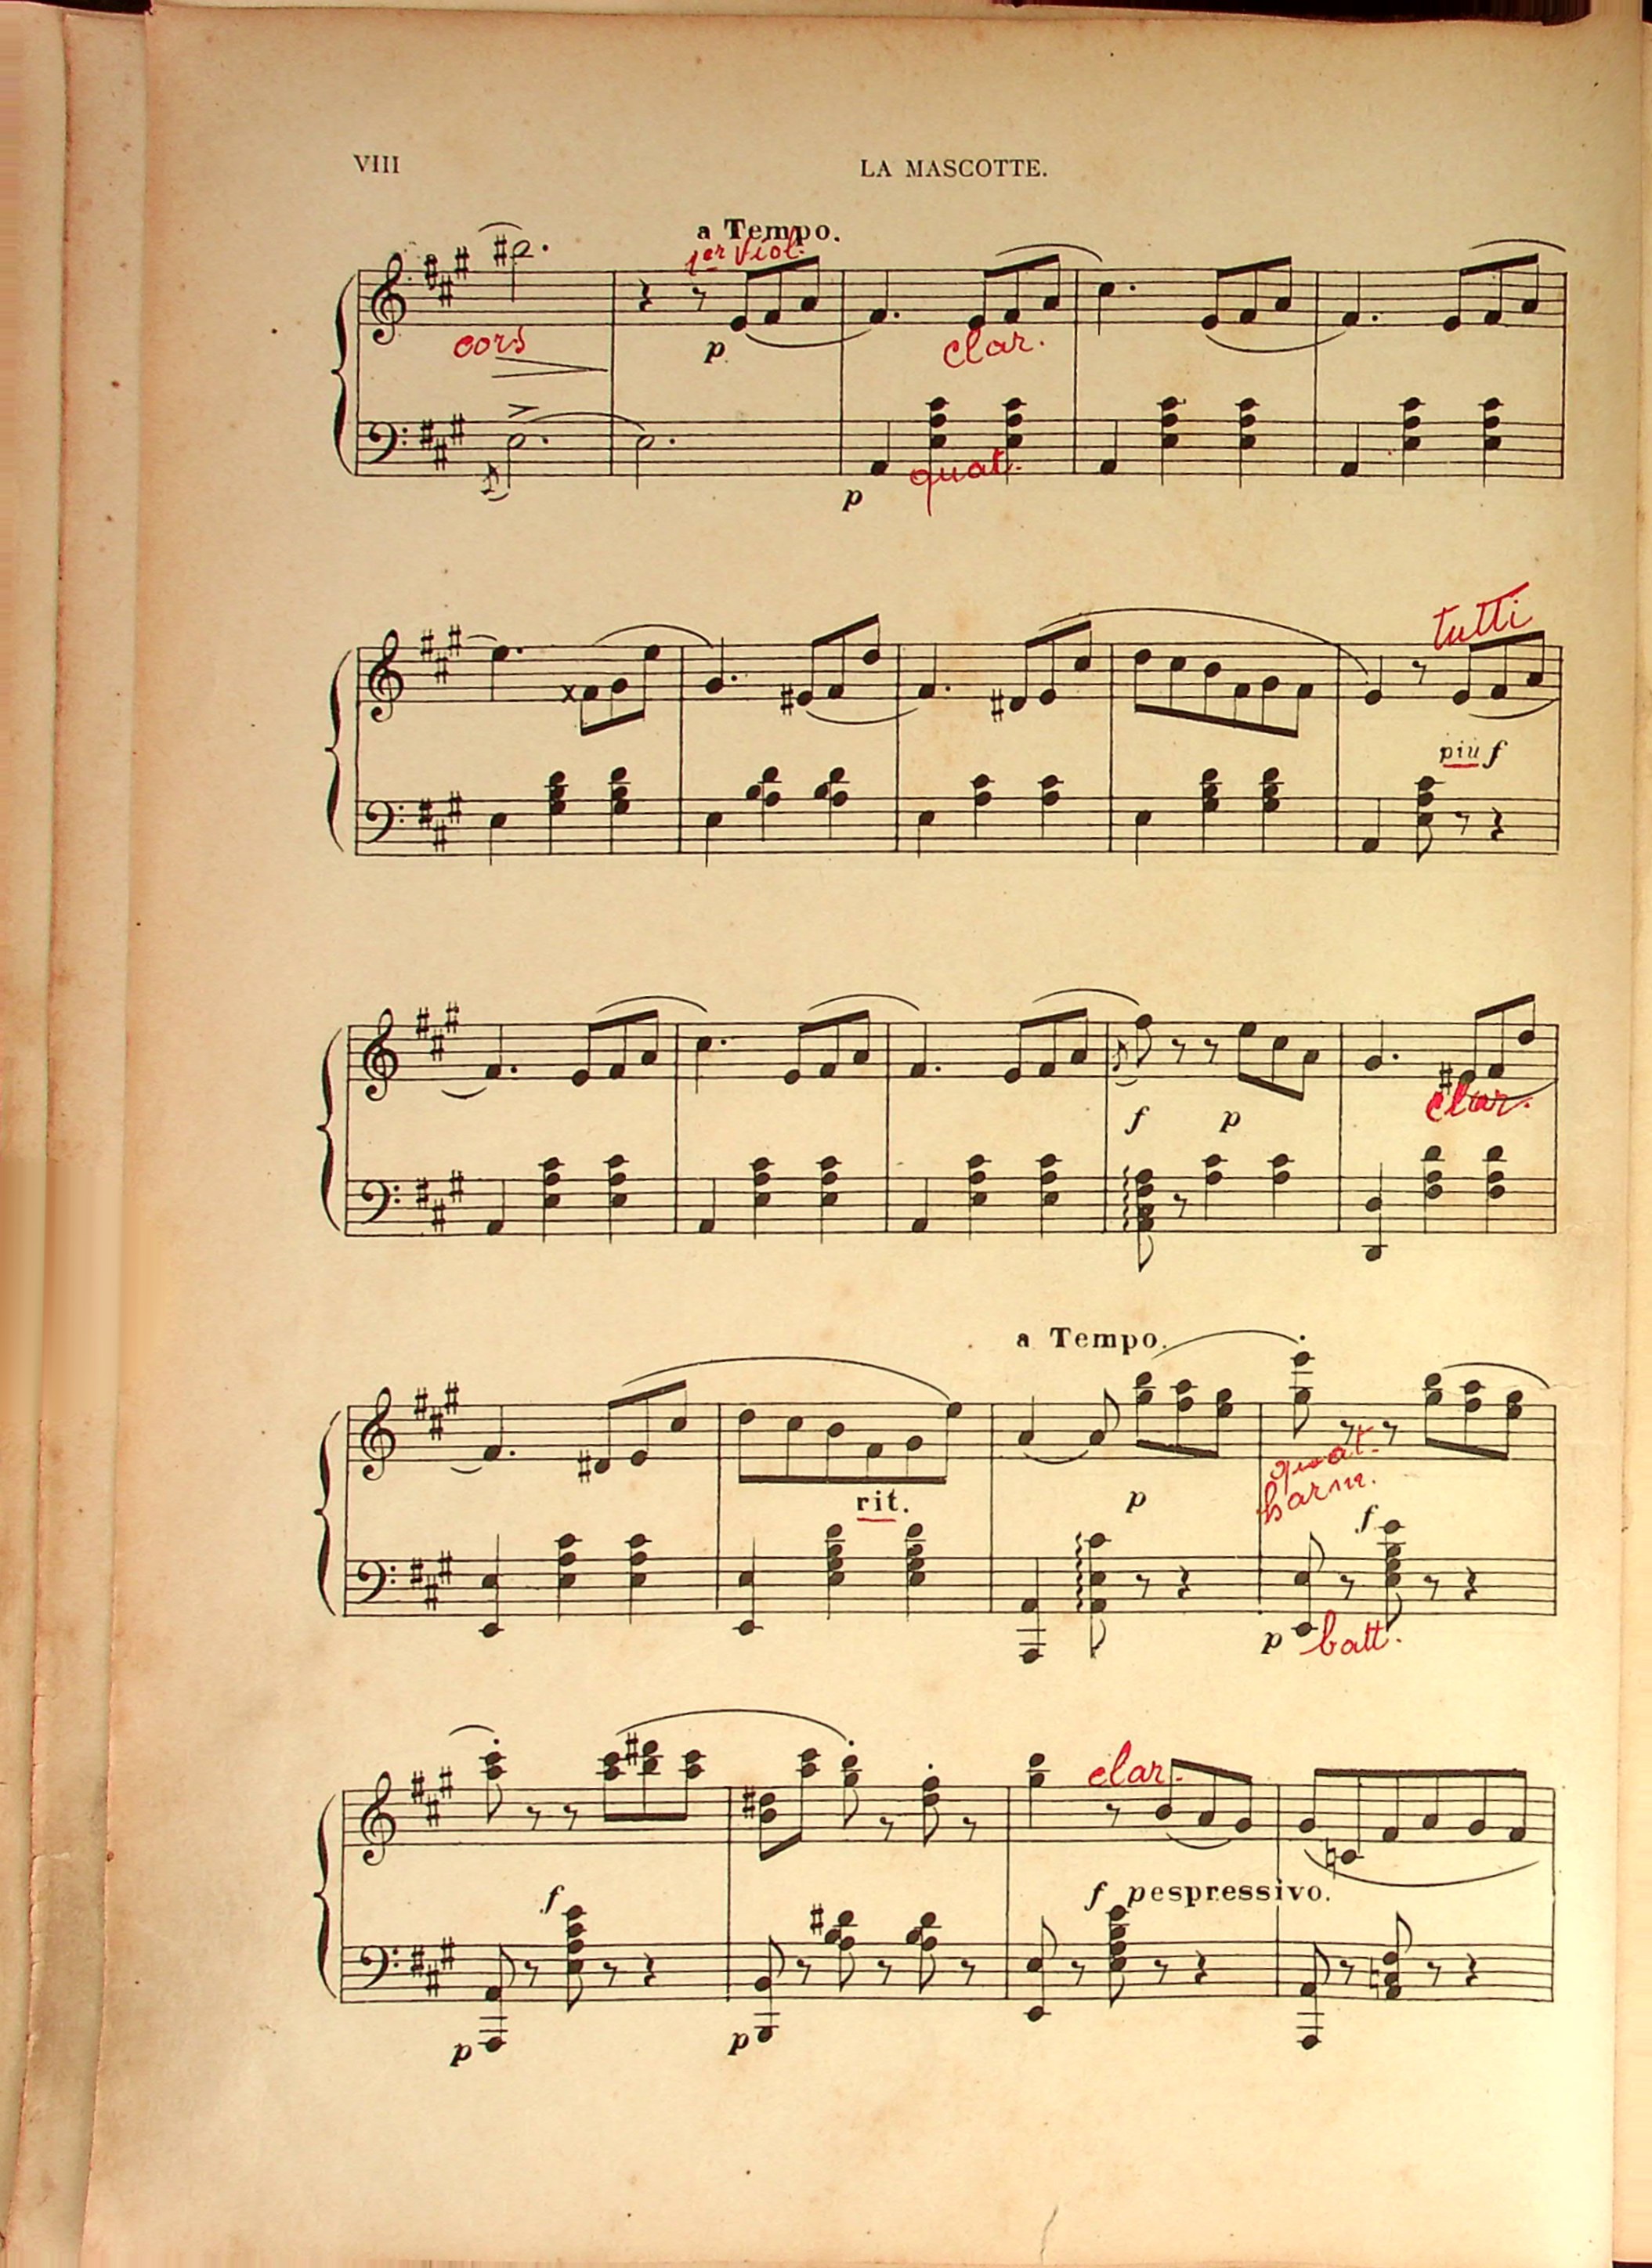 VIII LA MASCOTTE.
a Tempo.
1er Viol.
cors
p
clar.
quat.
p
tutti
più f
f p
clar.
a Tempo.
rit.
p
quat.
harm.
f
p batt.
clar.
f
f pespressivo.
p
p